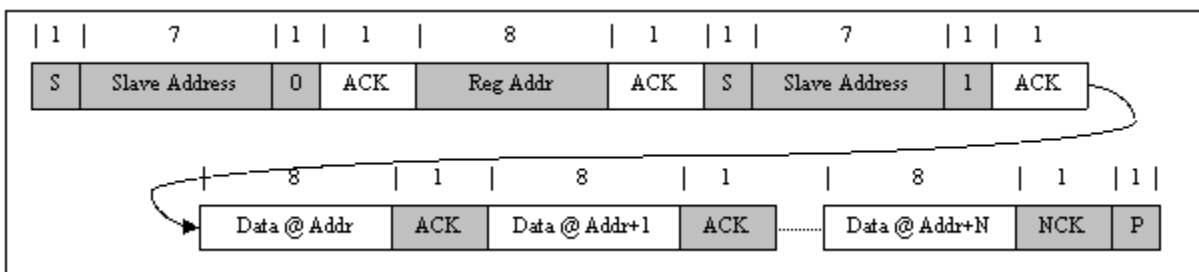 | 1 | 7 | 1 | 1 | 8 | 1 | 1 | 7 | 1 | 1
S Slave Address 0 ACK Reg Addr ACK S Slave Address 1 ACK
| 8 | 1 | 8 | 1 | 8 | 1 | 1 |
Data @ Addr ACK Data @ Addr+1 ACK Data @ Addr+N NCK P